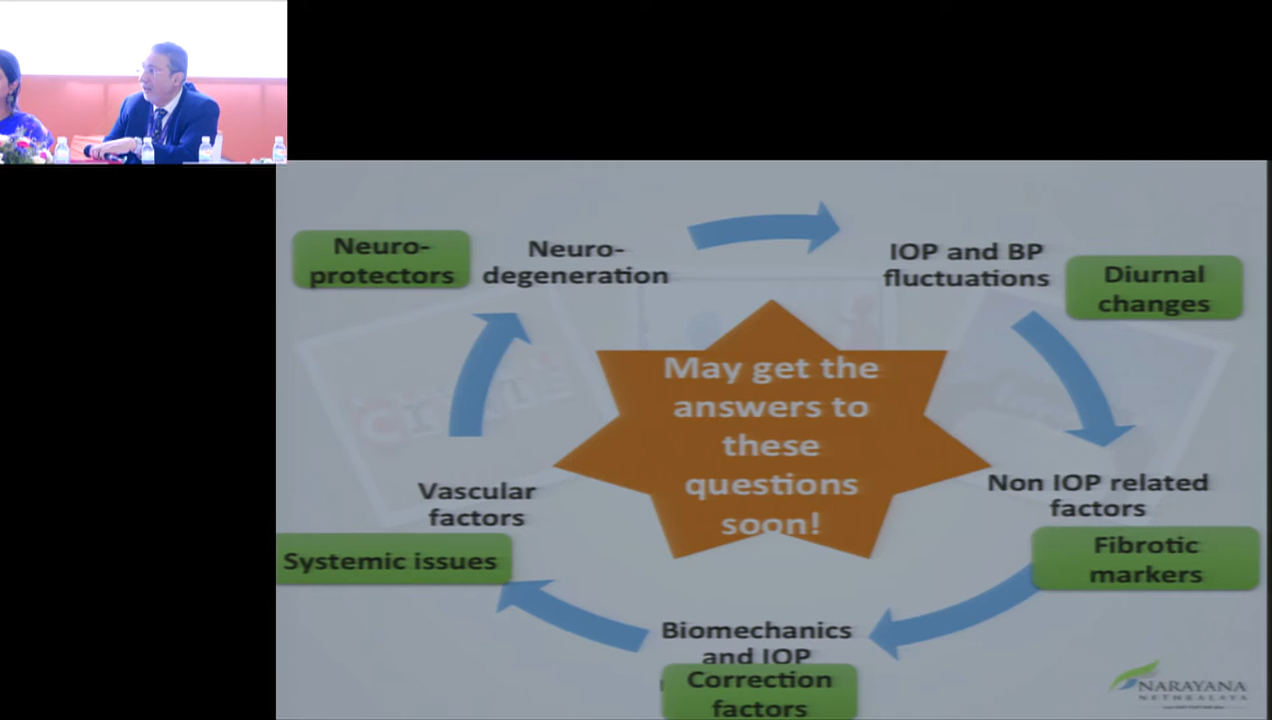 Neuro-
protectors
Neuro-
degeneration
IOP and BP
fluctuations
Diurnal
changes
May get the
answers to
these
questions
soon!
Vascular
factors
Non IOP related
factors
Systemic issues
Fibrotic
markers
Biomechanics
and IOP
Correction
factors
NARAYANA
NETHRALAYA